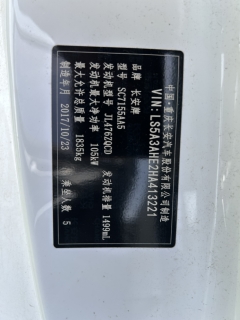 中国·重庆长安汽车股份有限公司制造
VIN:LS5A3AHE2HA413221
品牌 长安牌
型号 SC7155AA5
发动机型号 JL476ZQCD 发动机排量 1499mL
发动机最大净功率 105kW
最大允许总质量 1835kg
制造年月 2017/10/23 乘坐人数 5